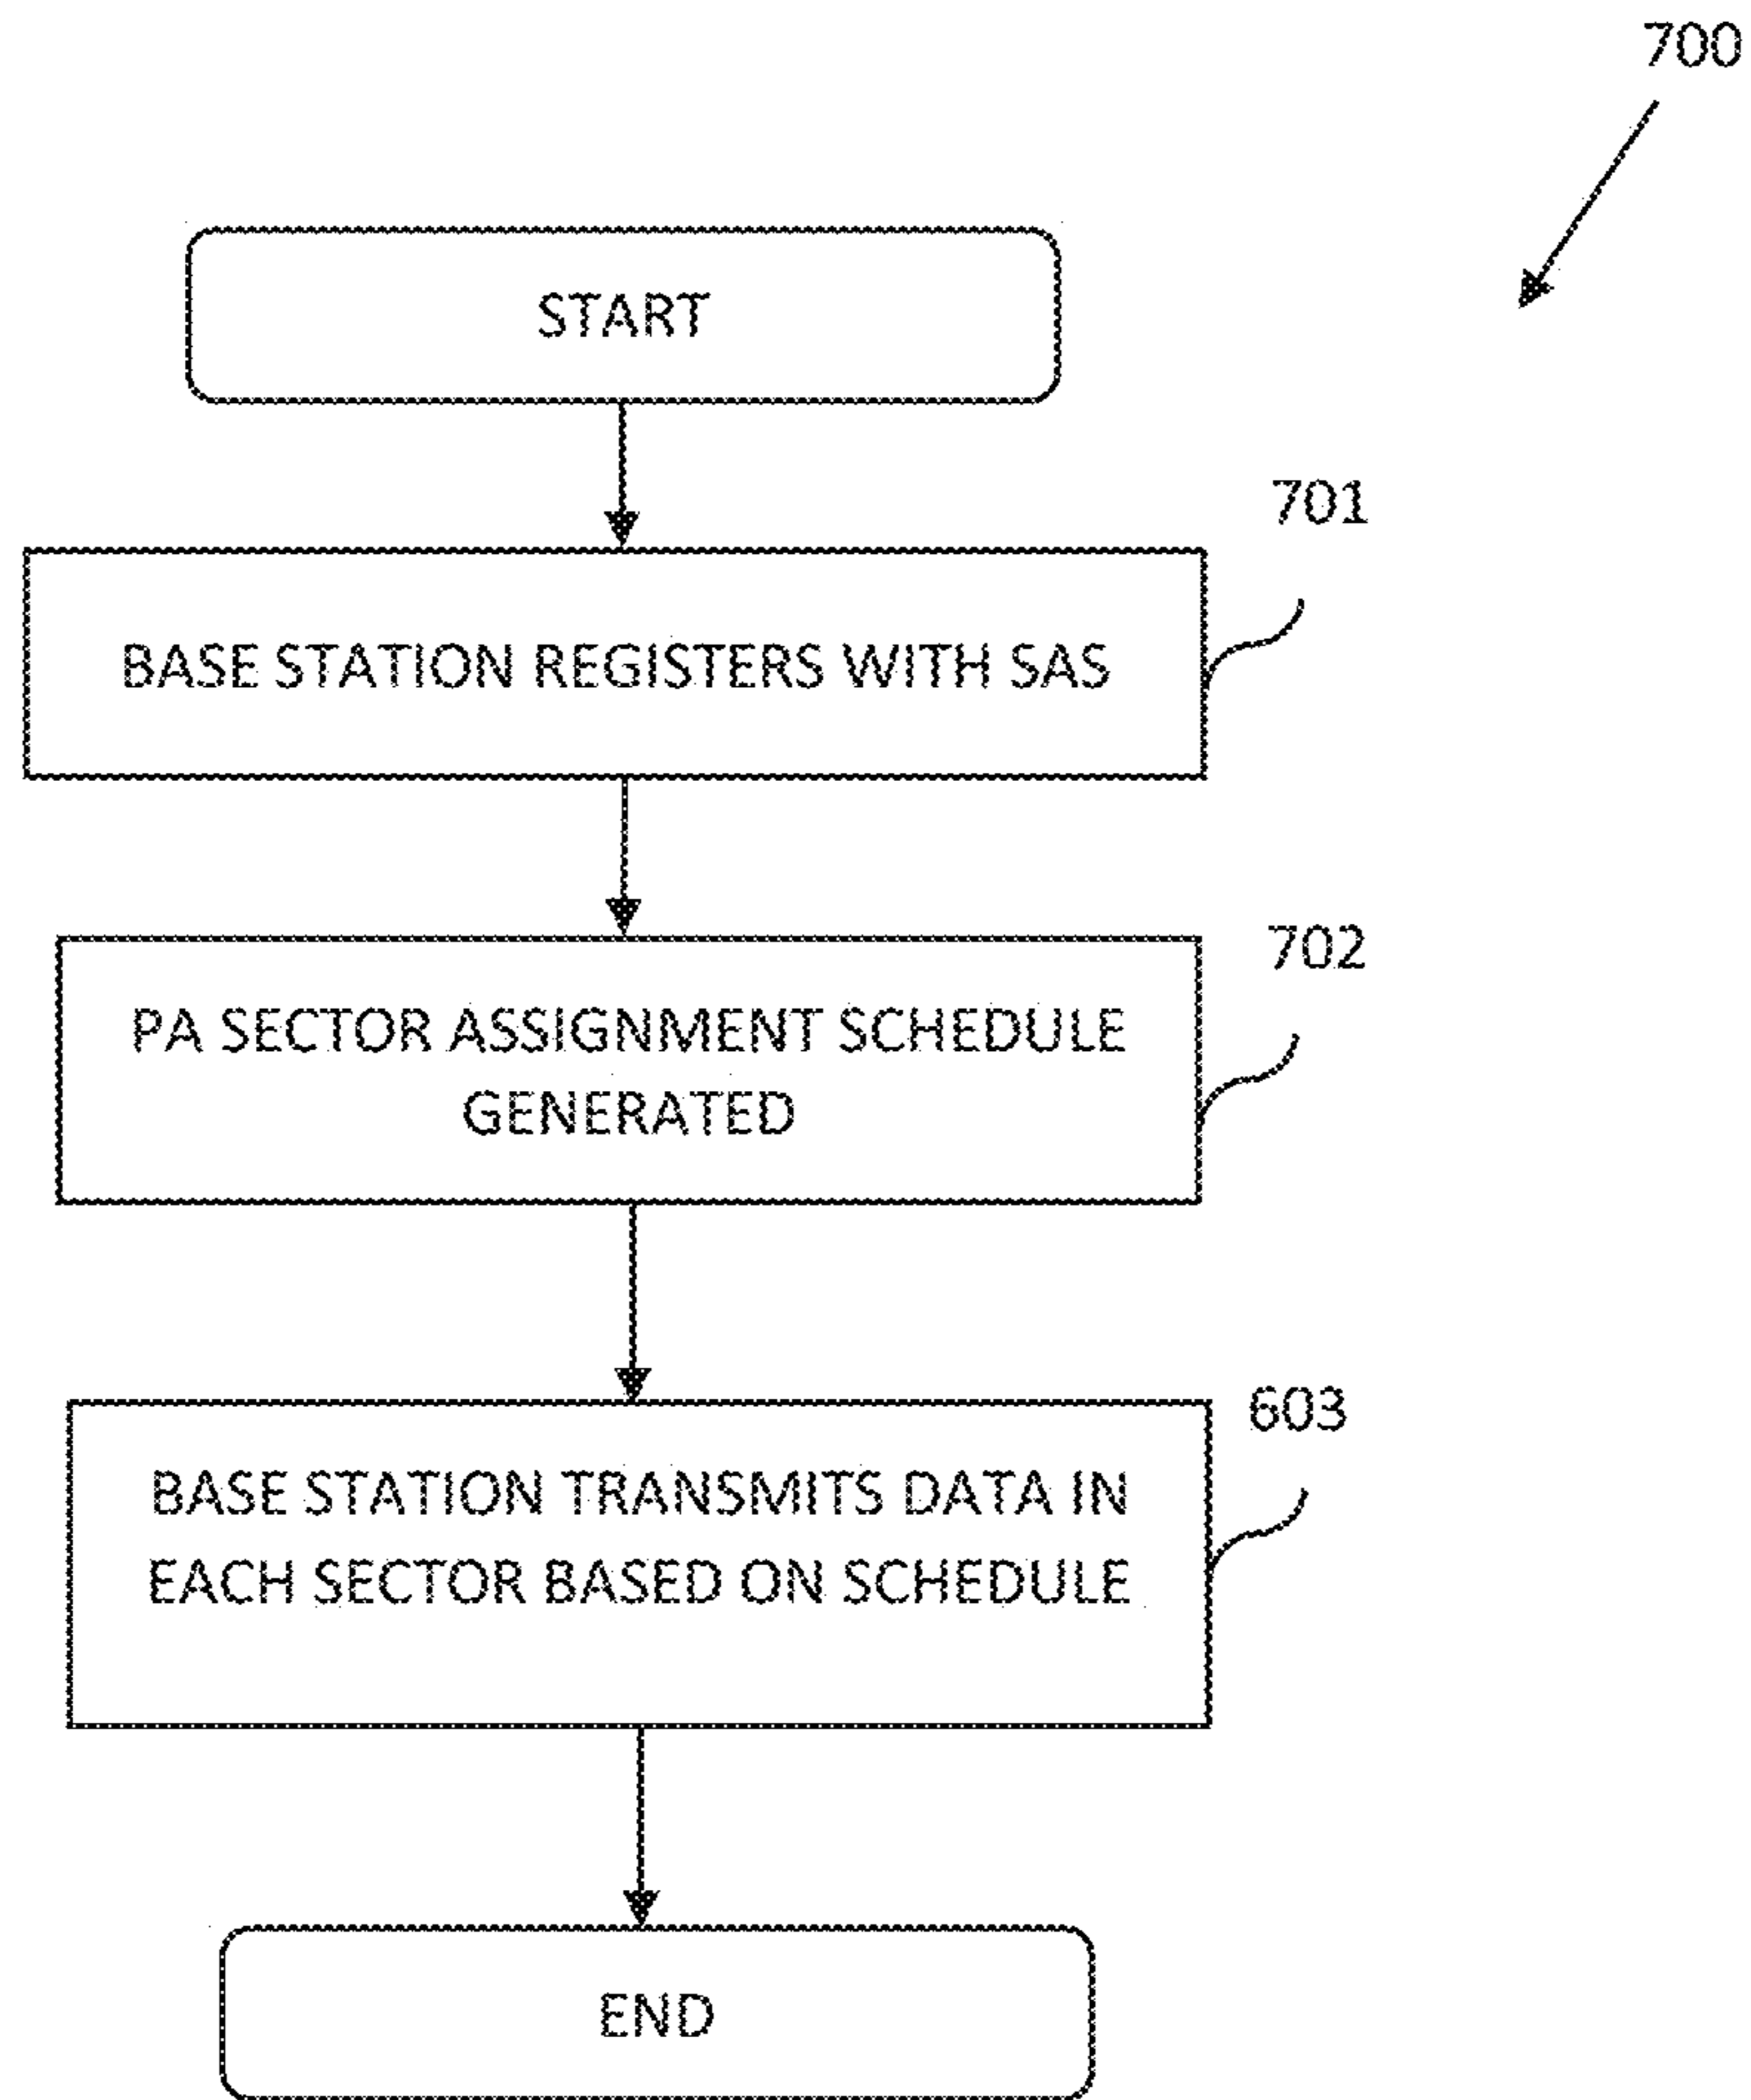 700
START
701
BASE STATION REGISTERS WITH SAS
702
PA SECTOR ASSIGNMENT SCHEDULE
GENERATED
603
BASE STATION TRANSMITS DATA IN
EACH SECTOR BASED ON SCHEDULE
END